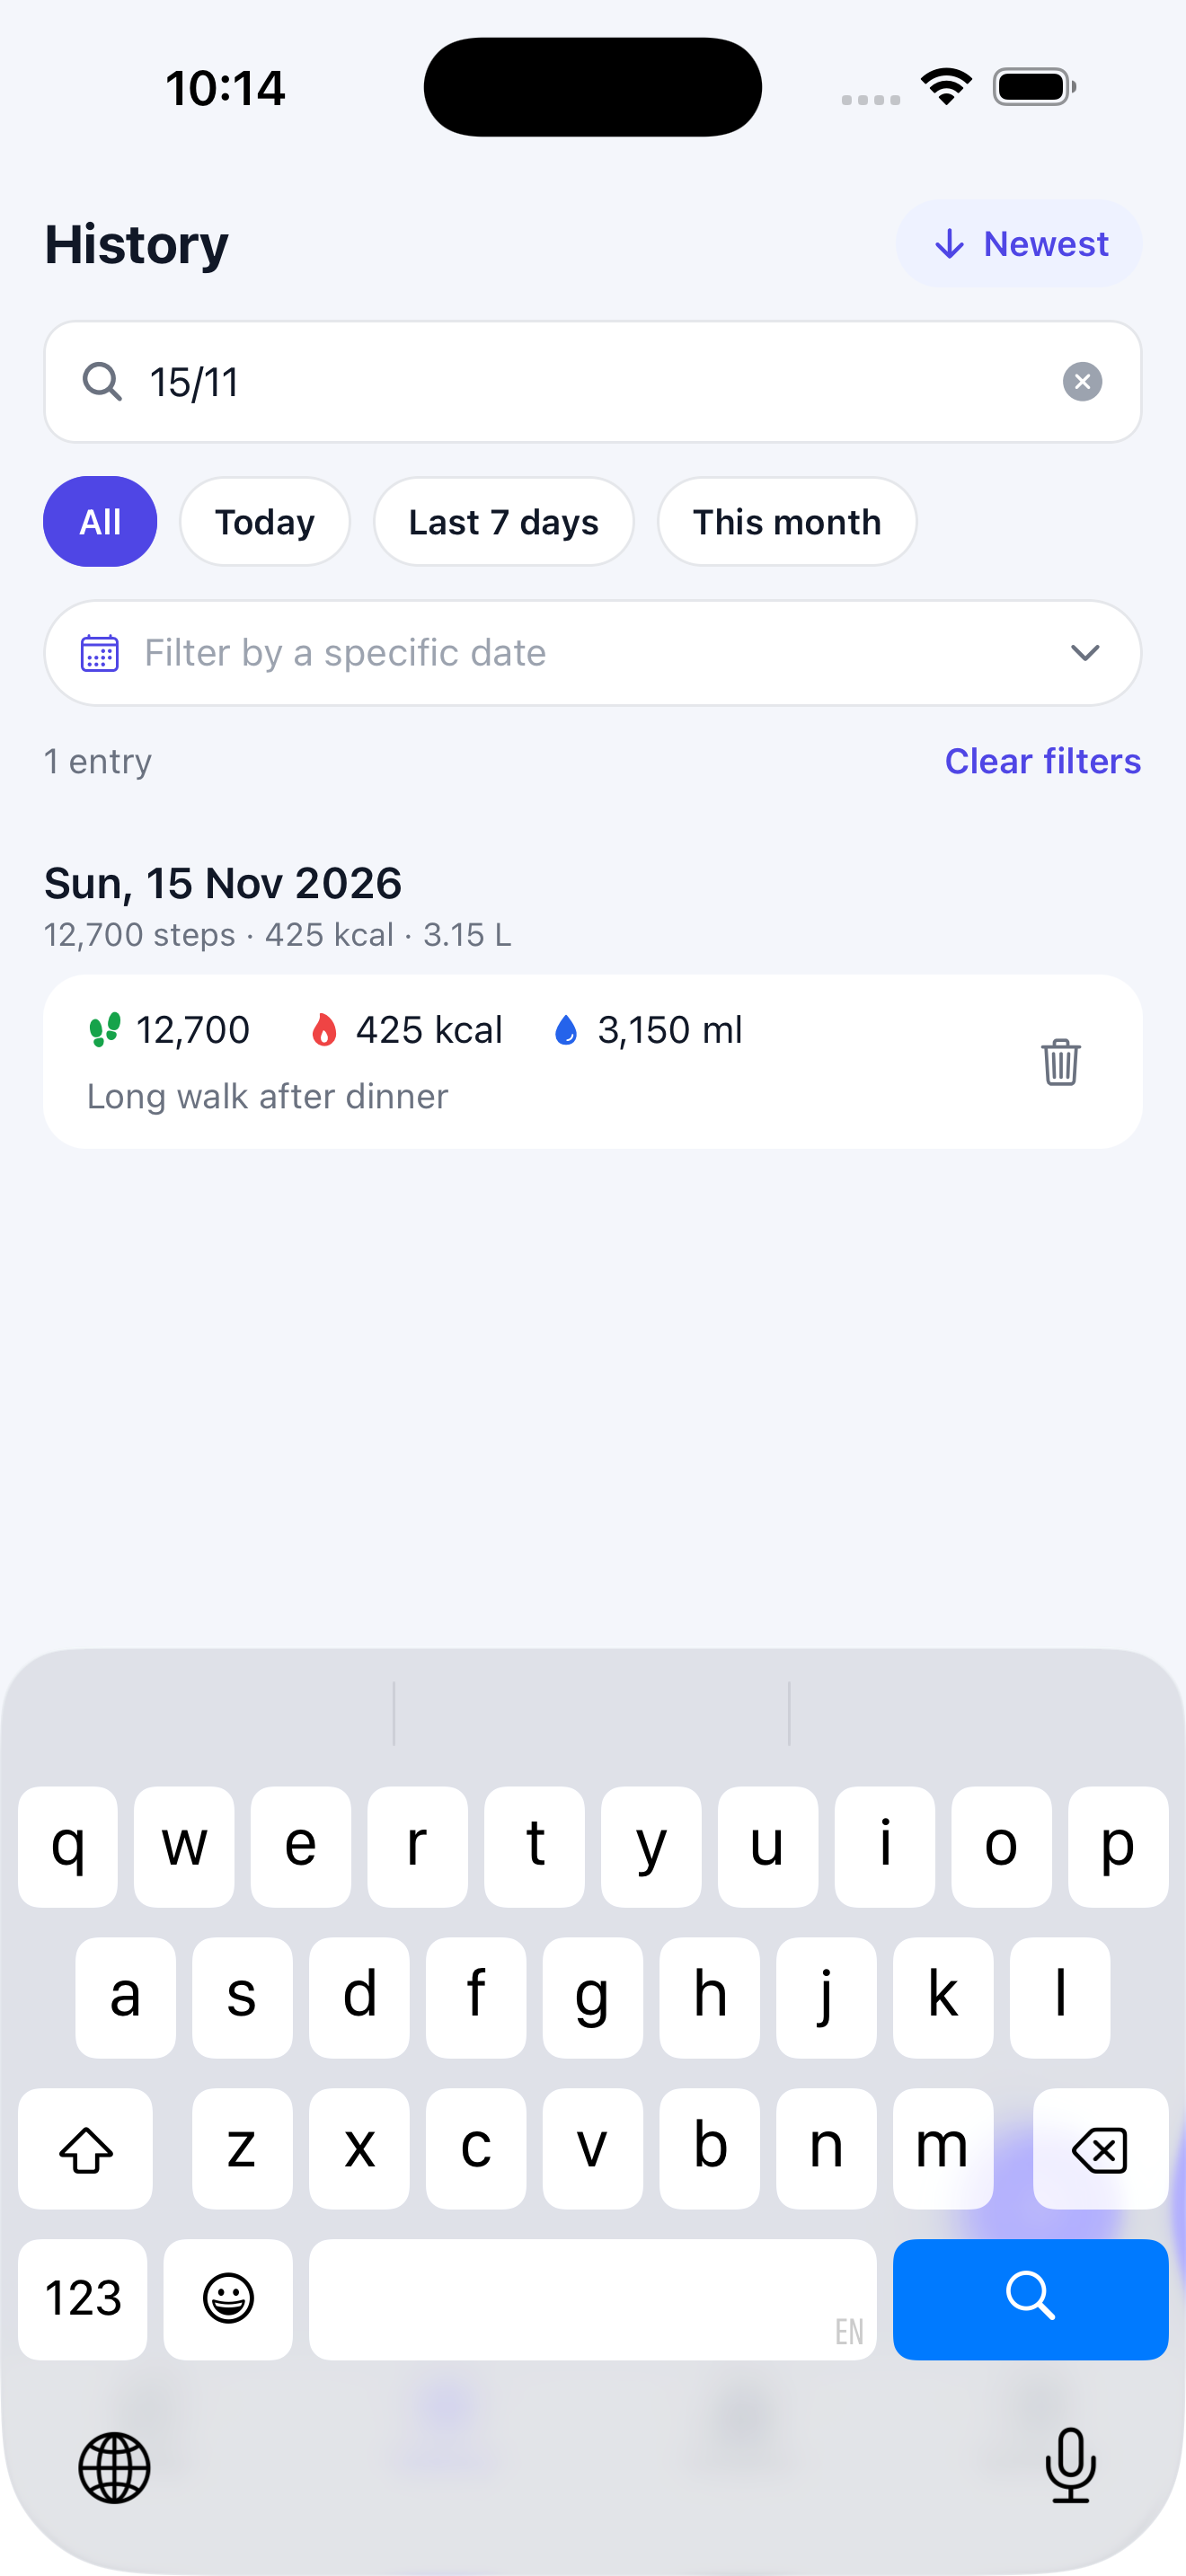 10:14
History
Newest
15/11
All Today Last 7 days This month
Filter by a specific date
1 entry Clear filters
Sun, 15 Nov 2026
12,700 steps · 425 kcal · 3.15 L
12,700 425 kcal 3,150 ml
Long walk after dinner
q w e r t y u i o p
a s d f g h j k l
z x c v b n m
123
EN